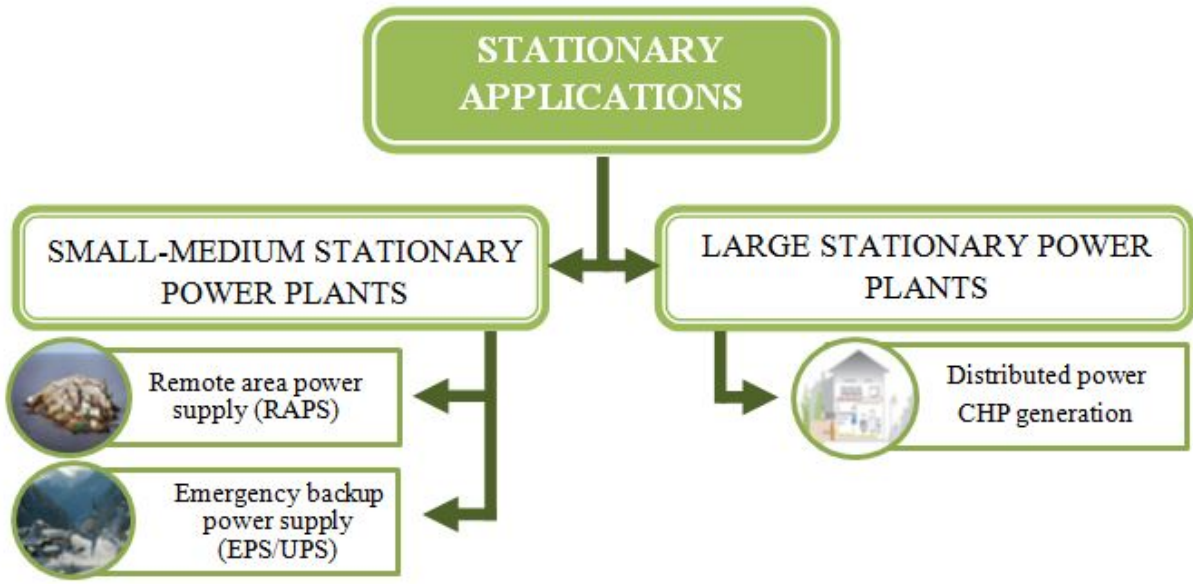 STATIONARY
APPLICATIONS
SMALL-MEDIUM STATIONARY
POWER PLANTS
LARGE STATIONARY POWER
PLANTS
Remote area power
supply (RAPS)
Emergency backup
power supply
(EPS/UPS)
Distributed power
CHP generation